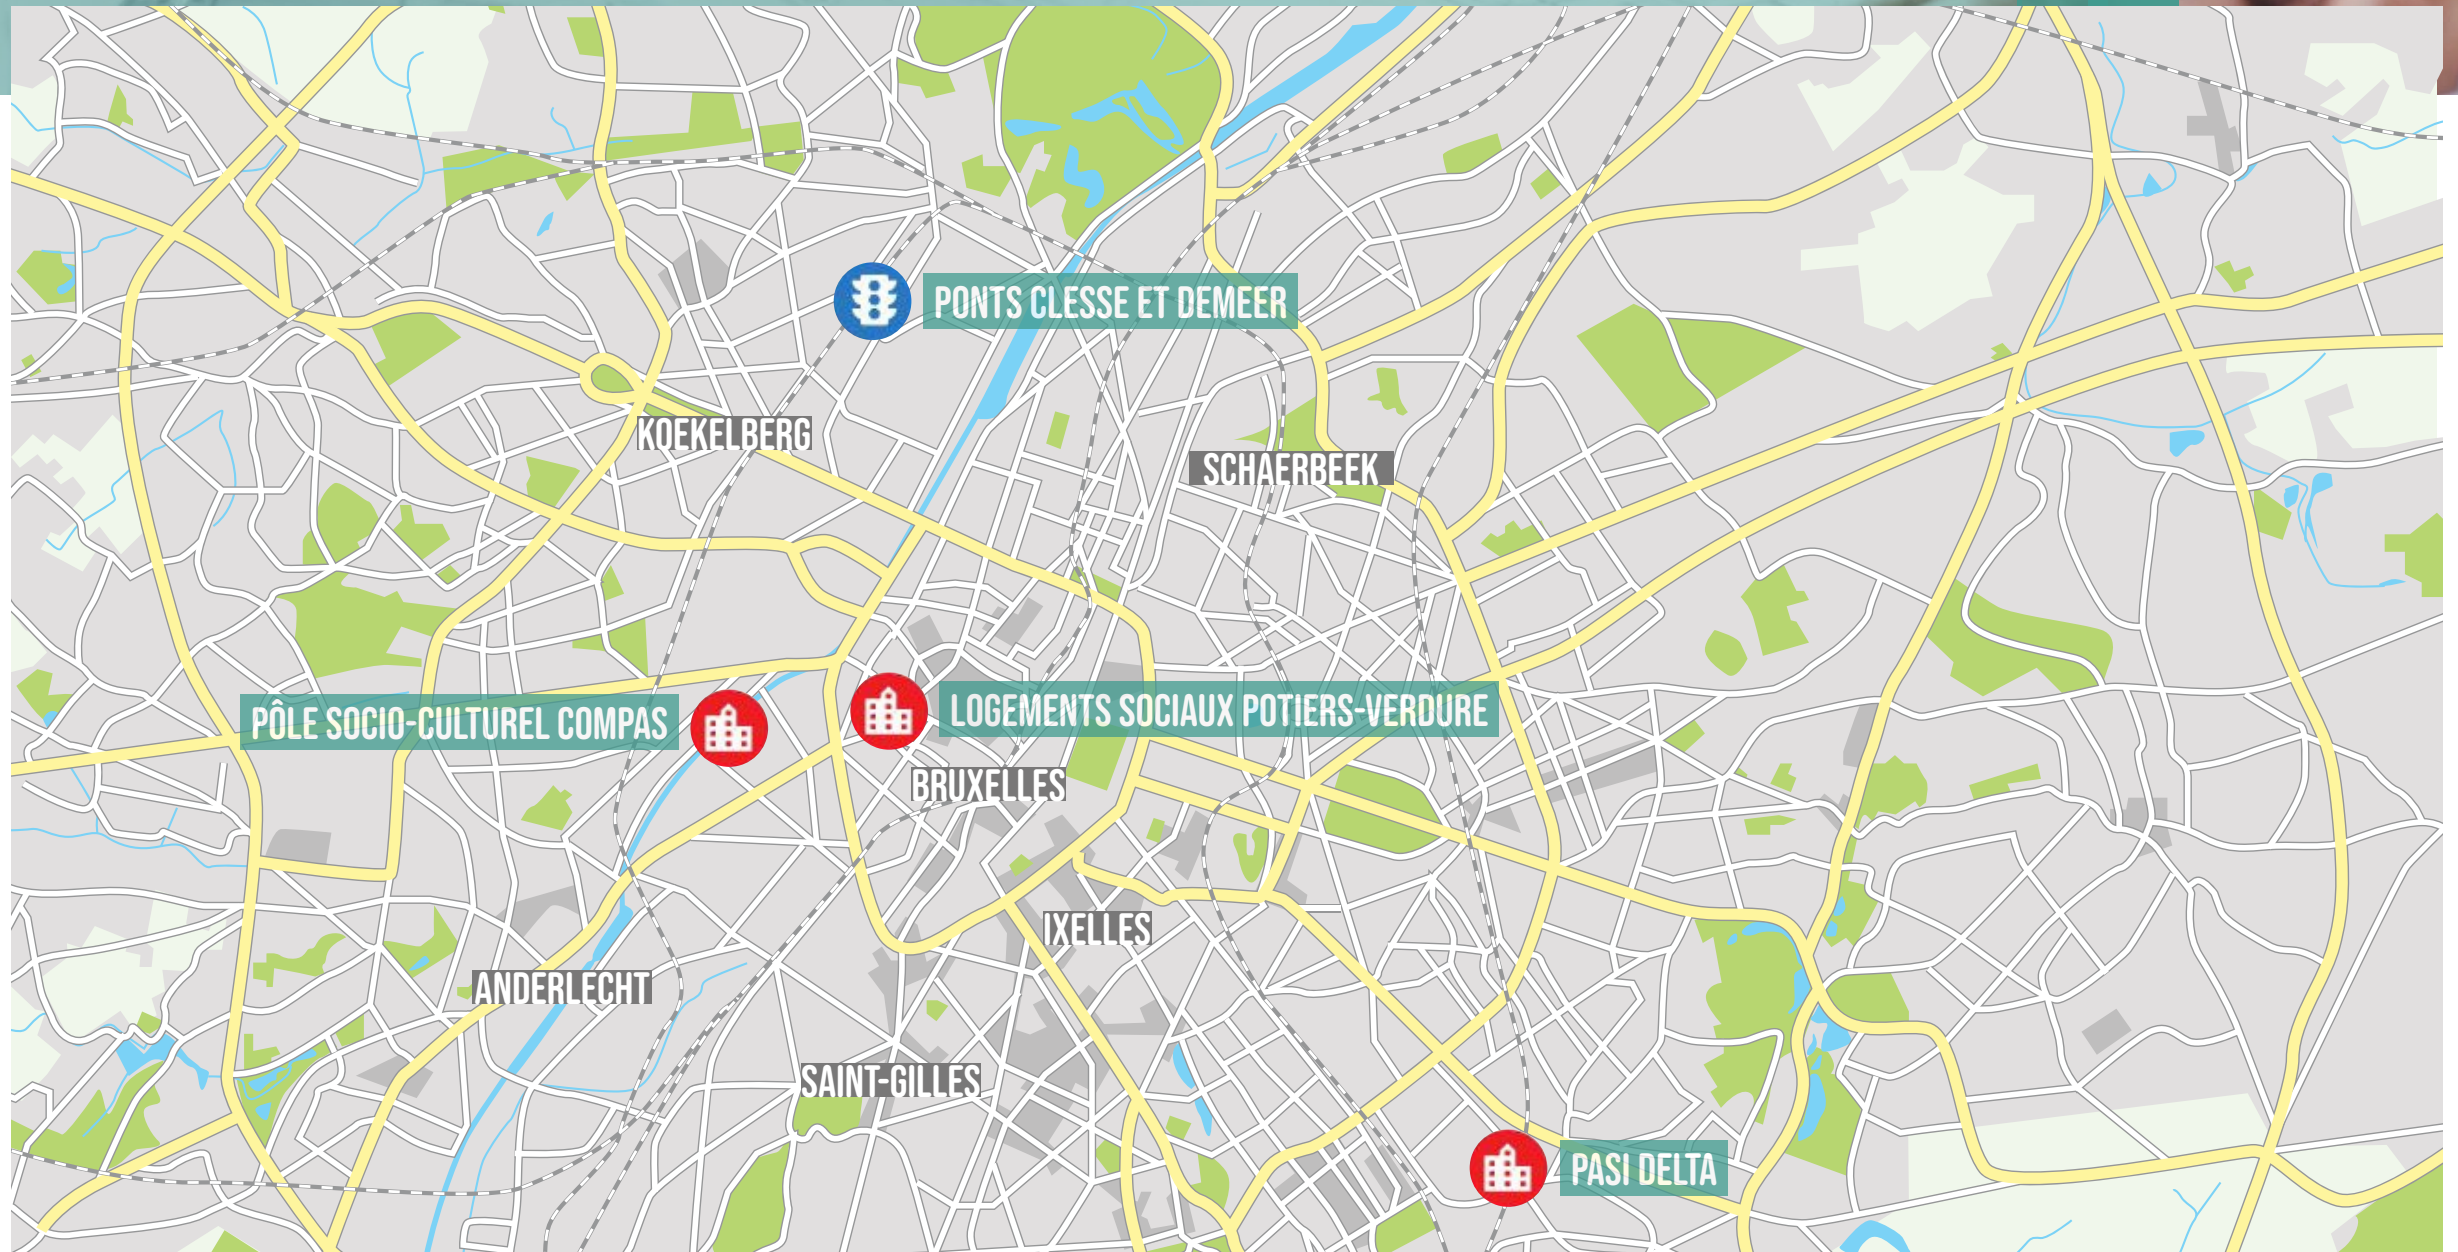 PONTS CLESSE ET DEMEER
KOEKELBERG
SCHAERBEEK
PÔLE SOCIO-CULTUREL COMPAS
LOGEMENTS SOCIAUX POTIERS-VERDURE
BRUXELLES
IXELLES
ANDERLECHT
SAINT-GILLES
PASI DELTA